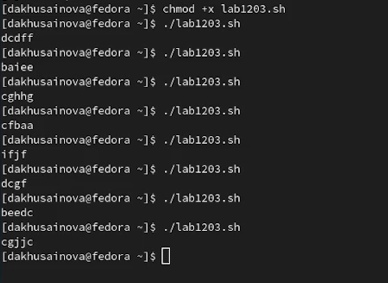 [dakhusainova@fedora ~]$ chmod +x lab1203.sh
[dakhusainova@fedora ~]$ ./lab1203.sh
dcdff
[dakhusainova@fedora ~]$ ./lab1203.sh
baiee
[dakhusainova@fedora ~]$ ./lab1203.sh
cghhg
[dakhusainova@fedora ~]$ ./lab1203.sh
cfbaa
[dakhusainova@fedora ~]$ ./lab1203.sh
ifjf
[dakhusainova@fedora ~]$ ./lab1203.sh
dcgf
[dakhusainova@fedora ~]$ ./lab1203.sh
beedc
[dakhusainova@fedora ~]$ ./lab1203.sh
cgjjc
[dakhusainova@fedora ~]$